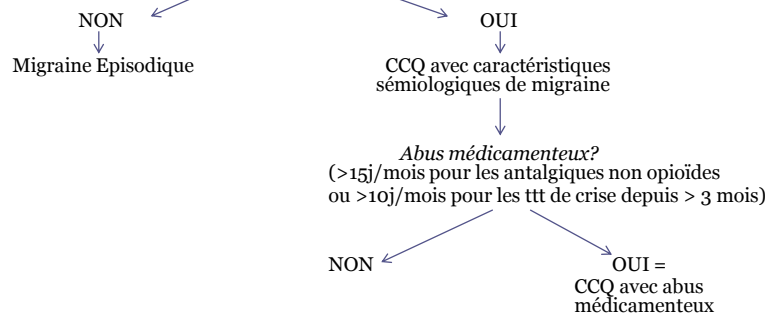 NON
OUI
Migraine Episodique
CCQ avec caractéristiques
sémiologiques de migraine
Abus médicamenteux?
(>15j/mois pour les antalgiques non opioïdes
ou >10j/mois pour les ttt de crise depuis > 3 mois)
NON
OUI =
CCQ avec abus
médicamenteux